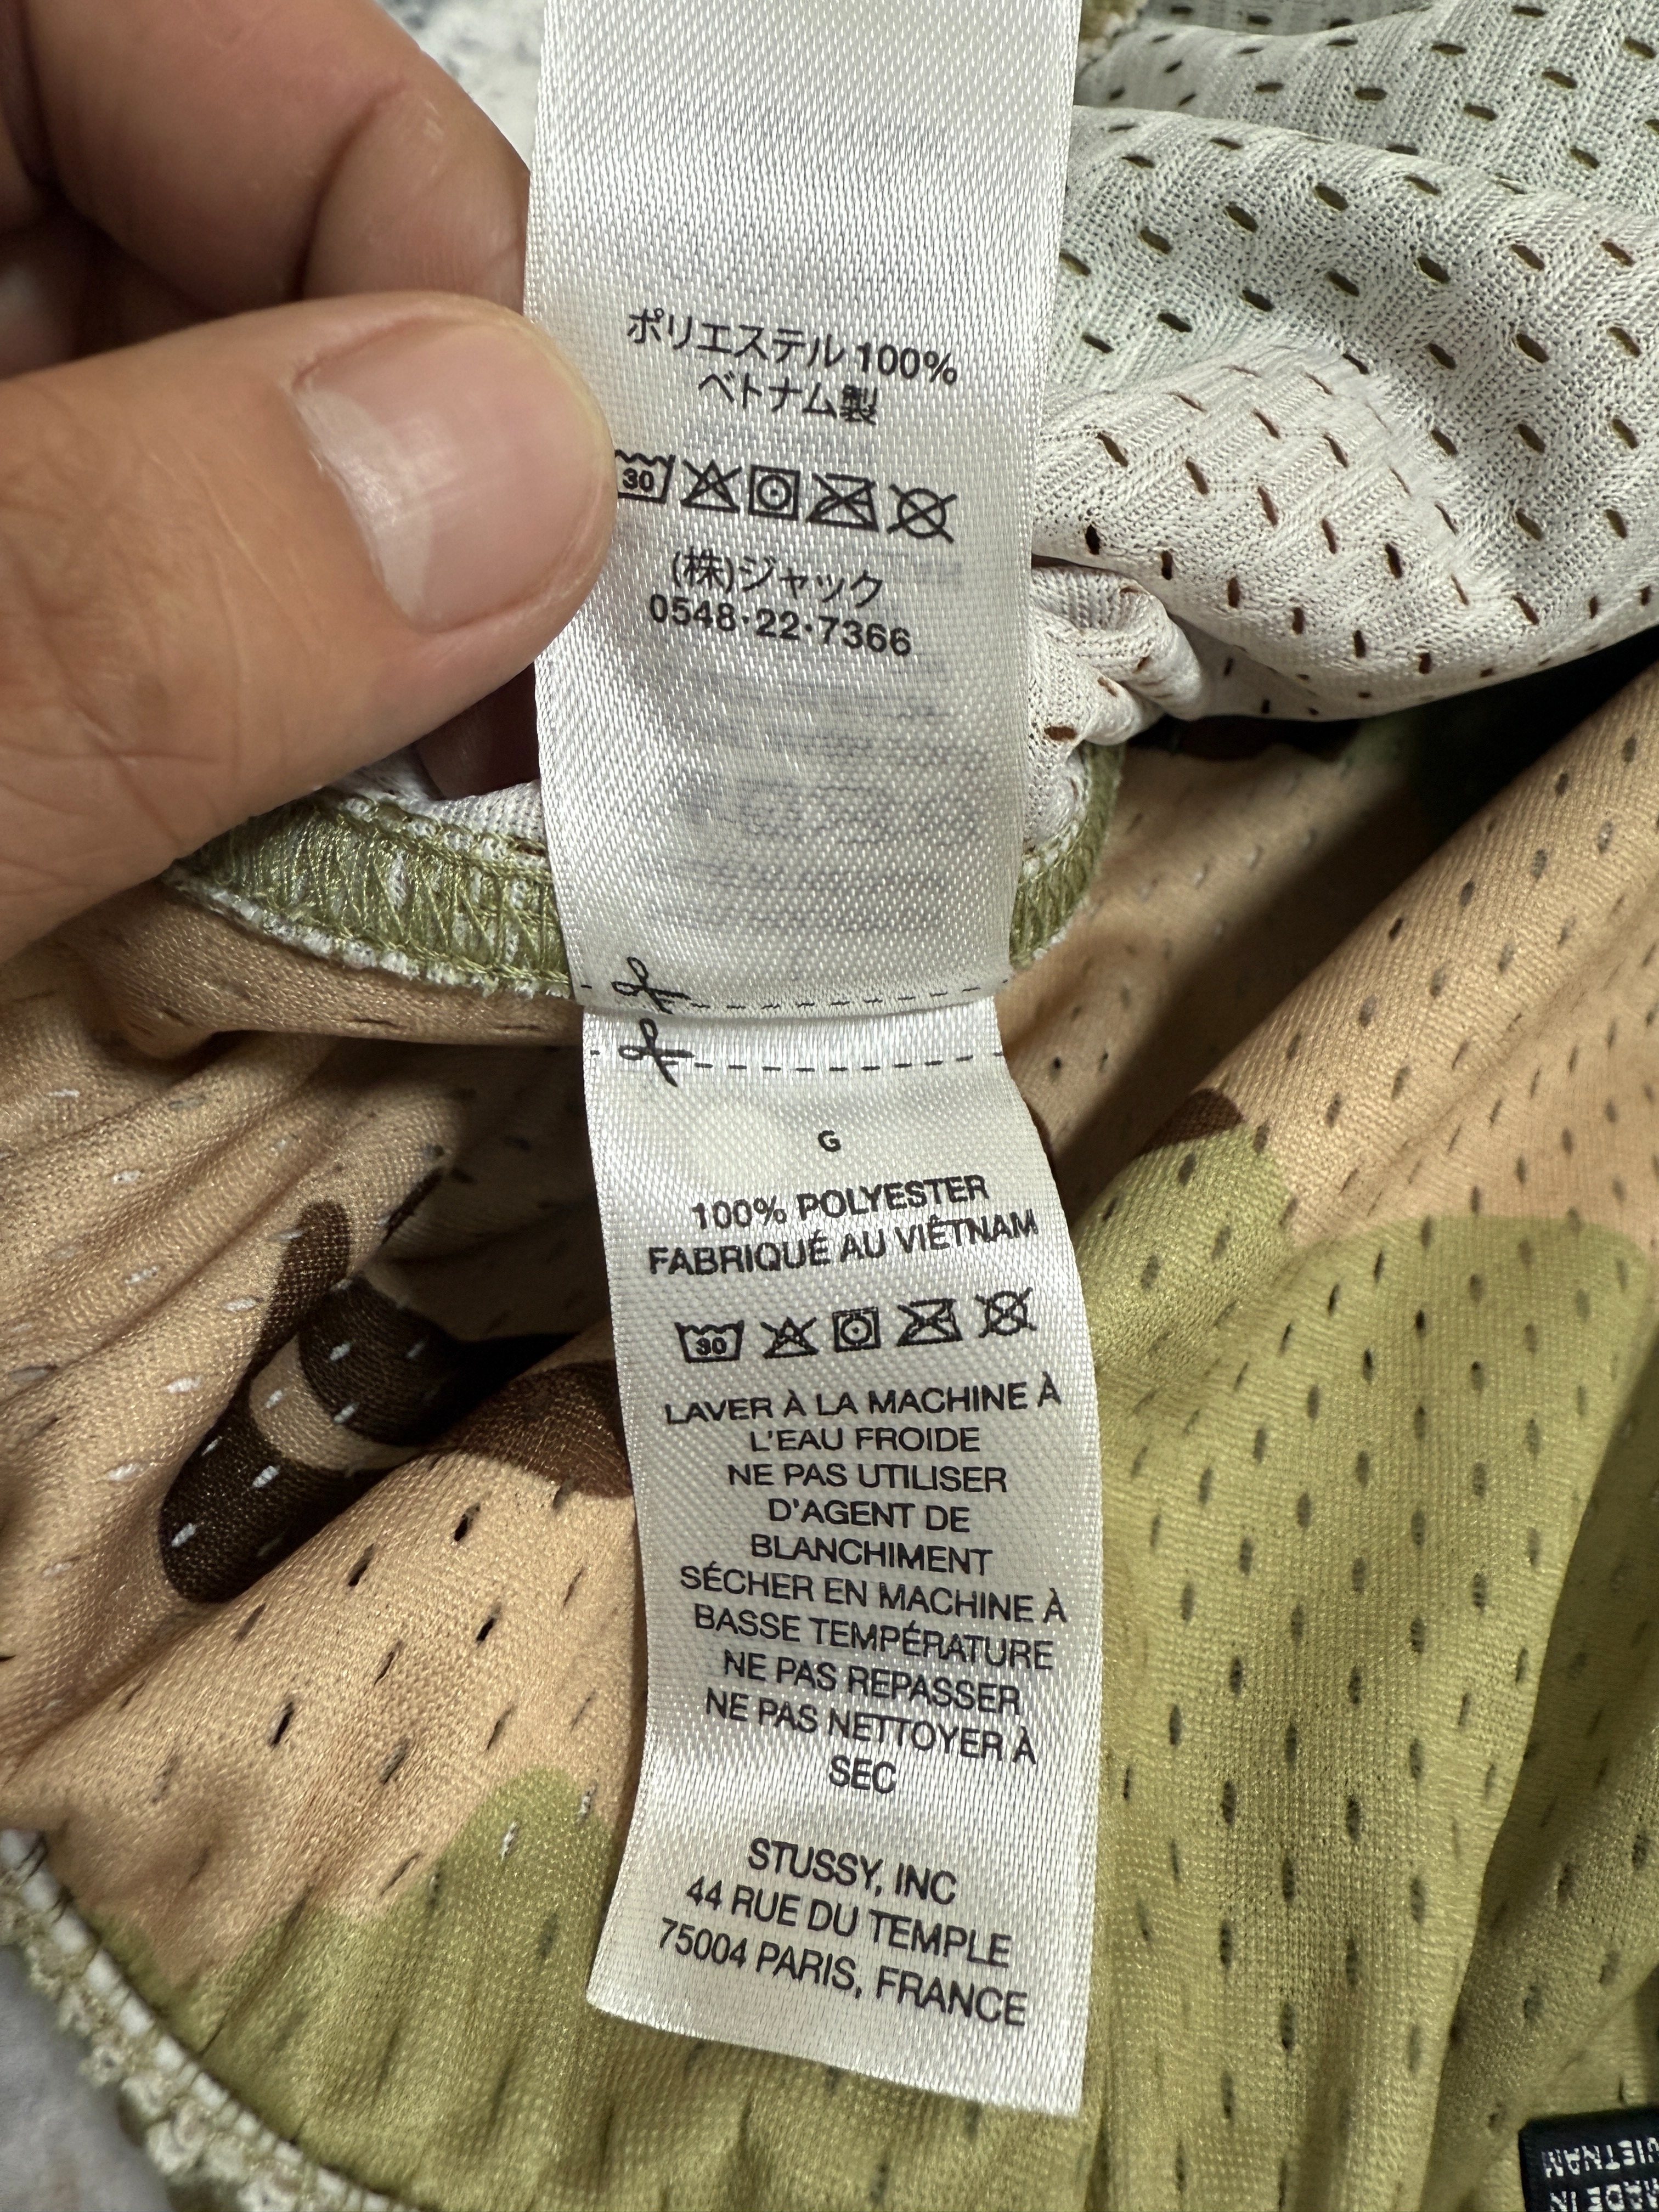 ポリエステル 100%
ベトナム製
30
(株)ジャック
0548·22·7366
G
100% POLYESTER
FABRIQUÉ AU VIÊTNAM
30
LAVER À LA MACHINE À
L'EAU FROIDE
NE PAS UTILISER
D'AGENT DE
BLANCHIMENT
SÉCHER EN MACHINE À
BASSE TEMPÉRATURE
NE PAS REPASSER
NE PAS NETTOYER À
SEC
STUSSY, INC
44 RUE DU TEMPLE
75004 PARIS, FRANCE
MADE IN
VIETNAM